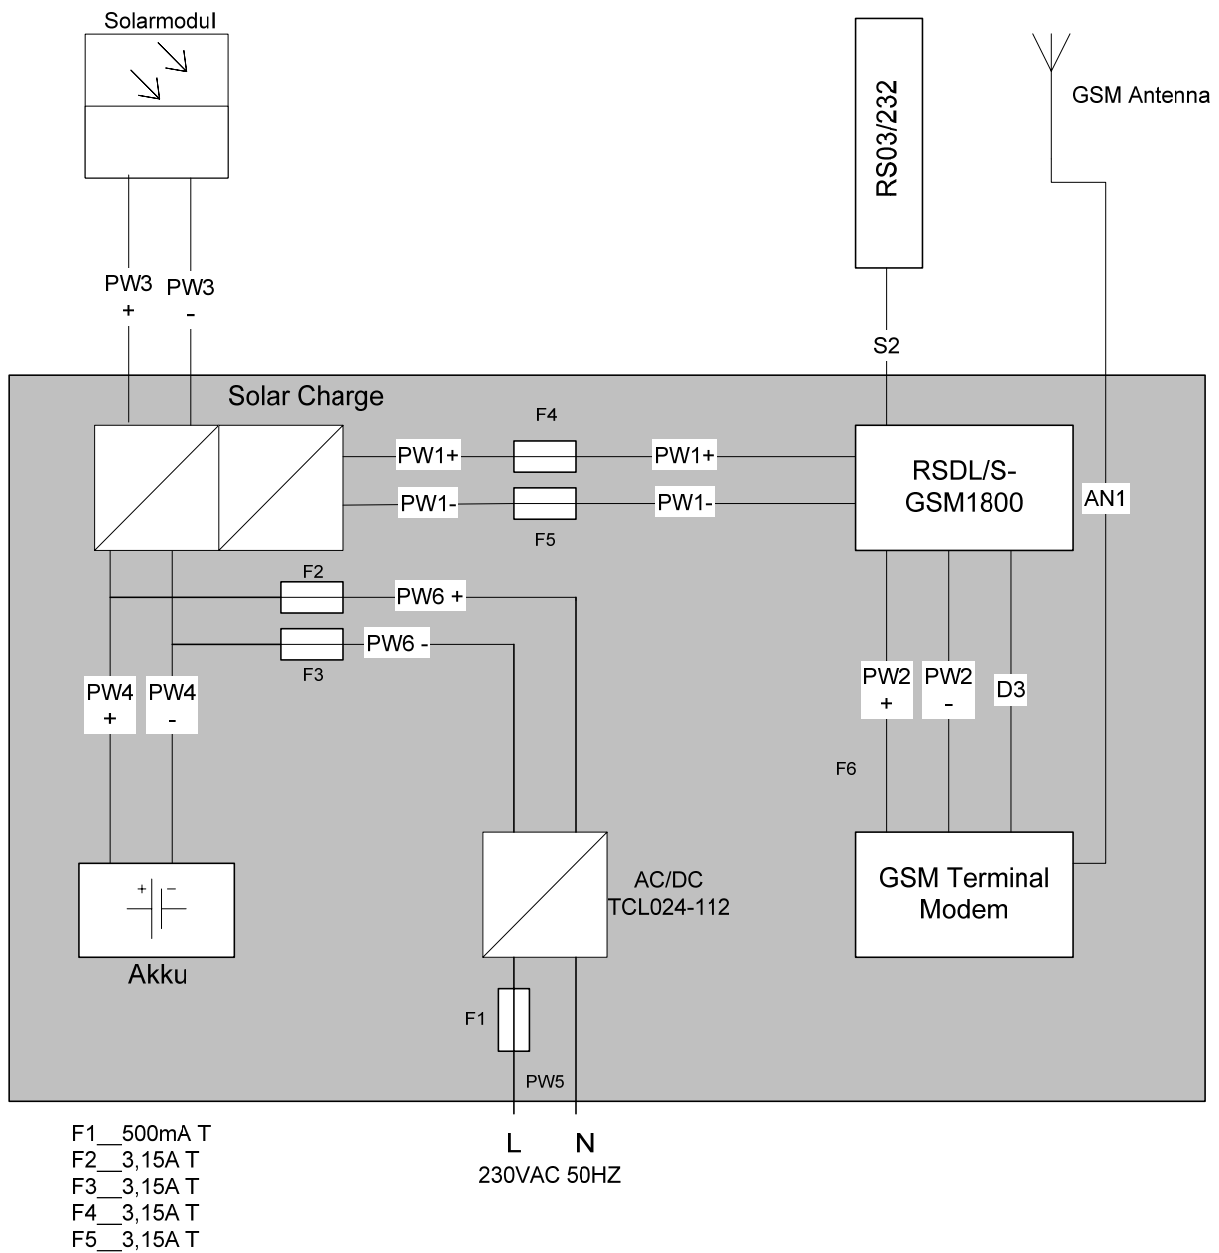 Solarmodul
RS03/232
GSM Antenna
PW3
+
PW3
-
S2
Solar Charge
F4
PW1+
PW1+
RSDL/S-
GSM1800
PW1-
PW1-
AN1
F5
F2
PW6 +
PW6 -
F3
PW4
+
PW4
-
PW2
+
PW2
-
D3
F6
AC/DC
TCL024-112
GSM Terminal
Modem
+ -
Akku
F1
PW5
L N
230VAC 50HZ
F1__500mA T
F2__3,15A T
F3__3,15A T
F4__3,15A T
F5__3,15A T